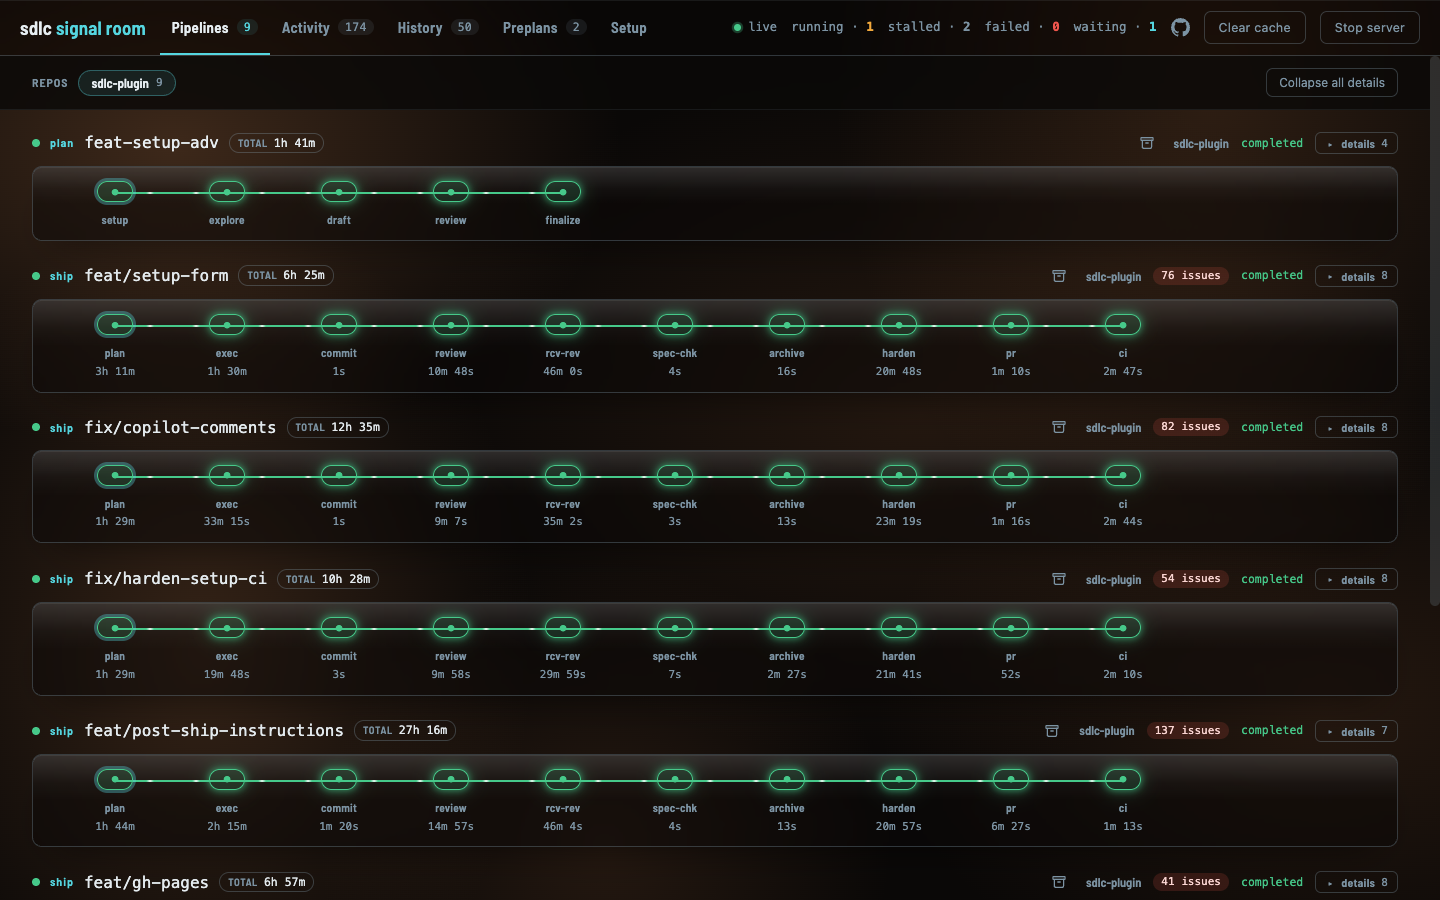 sdlc signal room Pipelines 9 Activity 174 History 50 Preplans 2 Setup live running · 1 stalled · 2 failed · 0 waiting · 1 Clear cache Stop server
REPOS sdlc-plugin 9 Collapse all details
plan feat-setup-adv TOTAL 1h 41m sdlc-plugin completed ▸ details 4
setup explore draft review finalize
ship feat/setup-form TOTAL 6h 25m sdlc-plugin 76 issues completed ▸ details 8
plan exec commit review rcv-rev spec-chk archive harden pr ci
3h 11m 1h 30m 1s 10m 48s 46m 0s 4s 16s 20m 48s 1m 10s 2m 47s
ship fix/copilot-comments TOTAL 12h 35m sdlc-plugin 82 issues completed ▸ details 8
plan exec commit review rcv-rev spec-chk archive harden pr ci
1h 29m 33m 15s 1s 9m 7s 35m 2s 3s 13s 23m 19s 1m 16s 2m 44s
ship fix/harden-setup-ci TOTAL 10h 28m sdlc-plugin 54 issues completed ▸ details 8
plan exec commit review rcv-rev spec-chk archive harden pr ci
1h 29m 19m 48s 3s 9m 58s 29m 59s 7s 2m 27s 21m 41s 52s 2m 10s
ship feat/post-ship-instructions TOTAL 27h 16m sdlc-plugin 137 issues completed ▸ details 7
plan exec commit review rcv-rev spec-chk archive harden pr ci
1h 44m 2h 15m 1m 20s 14m 57s 46m 4s 4s 13s 20m 57s 6m 27s 1m 13s
ship feat/gh-pages TOTAL 6h 57m sdlc-plugin 41 issues completed ▸ details 8